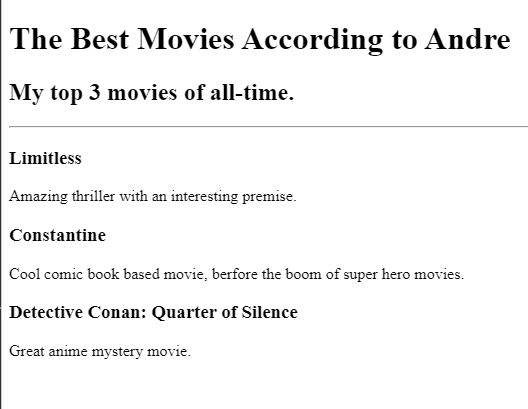 The Best Movies According to Andre
My top 3 movies of all-time.
Limitless
Amazing thriller with an interesting premise.
Constantine
Cool comic book based movie, berfore the boom of super hero movies.
Detective Conan: Quarter of Silence
Great anime mystery movie.